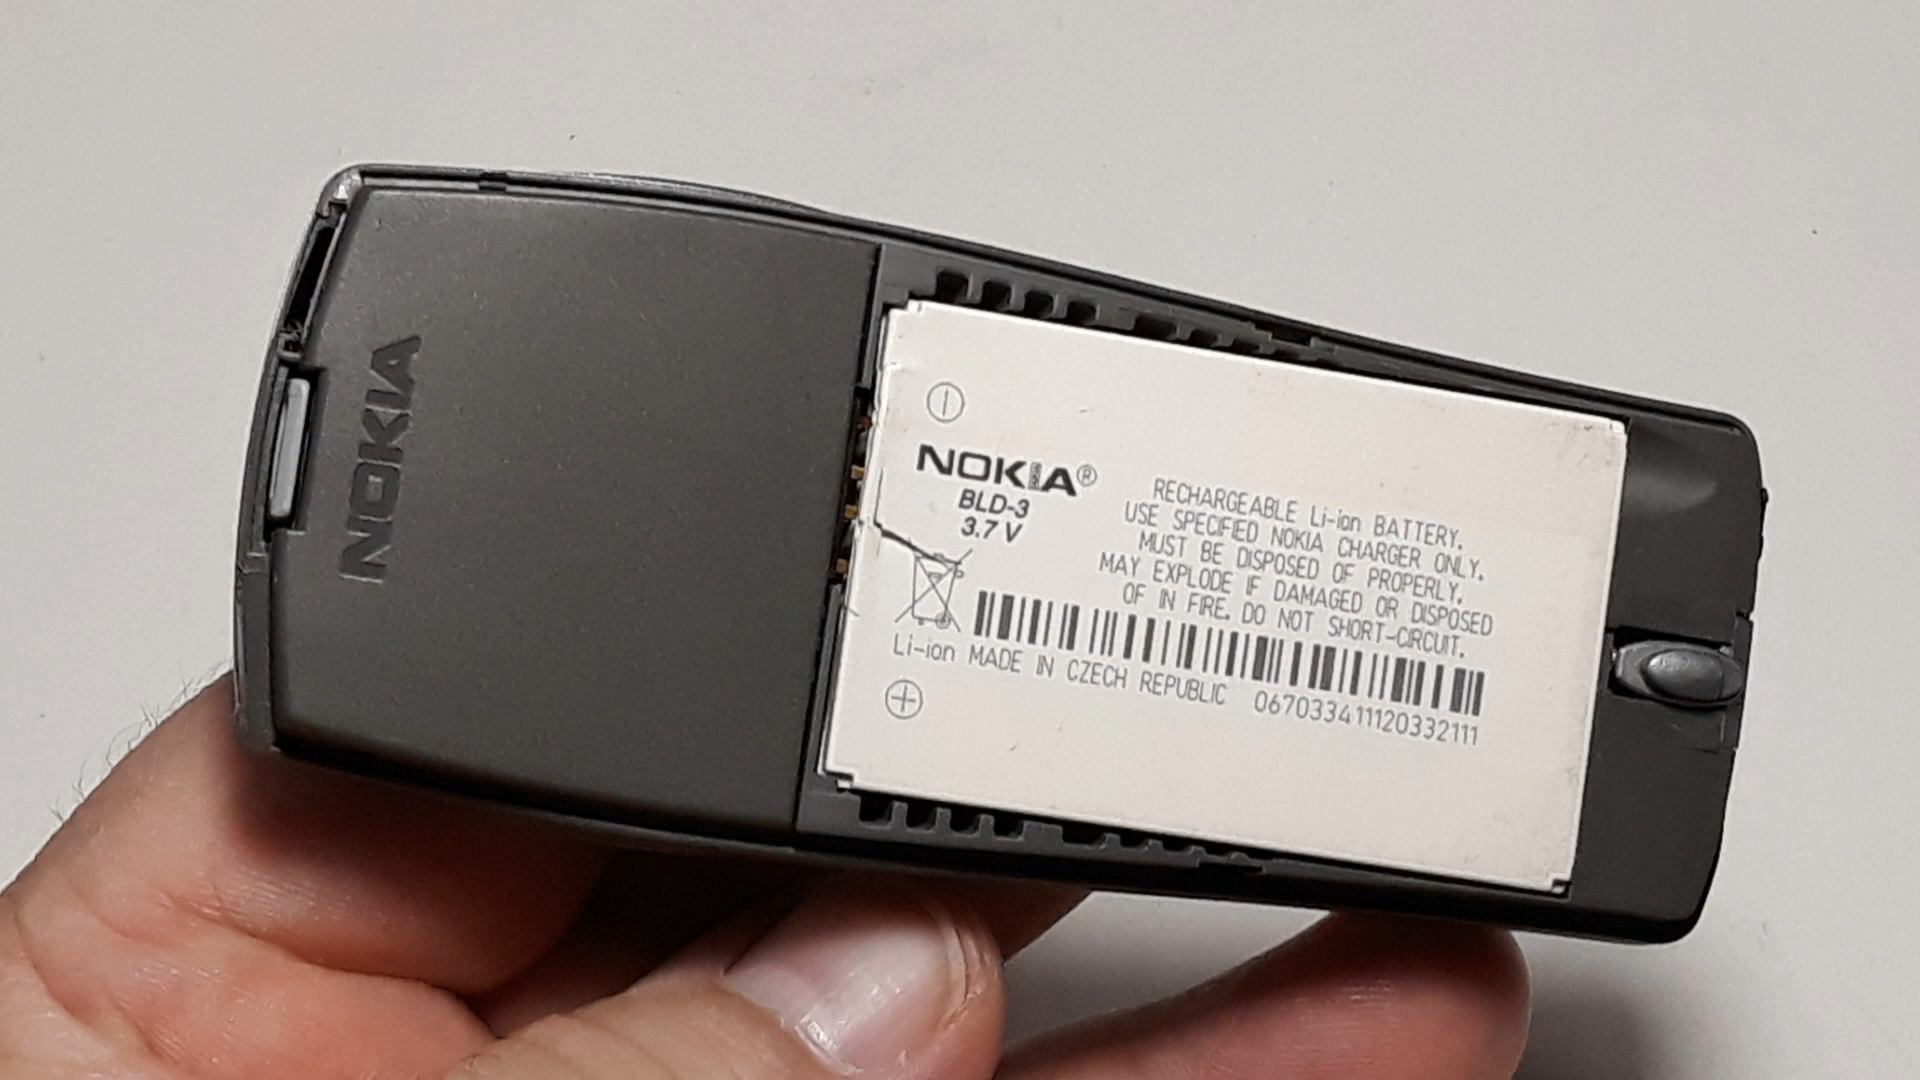 NOKIA
NOKIA®
BLD-3
3.7 V
RECHARGEABLE Li-ion BATTERY.
USE SPECIFIED NOKIA CHARGER ONLY.
MUST BE DISPOSED OF PROPERLY.
MAY EXPLODE IF DAMAGED OR DISPOSED
OF IN FIRE. DO NOT SHORT-CIRCUIT.
Li-ion MADE IN CZECH REPUBLIC 0670334111120332111